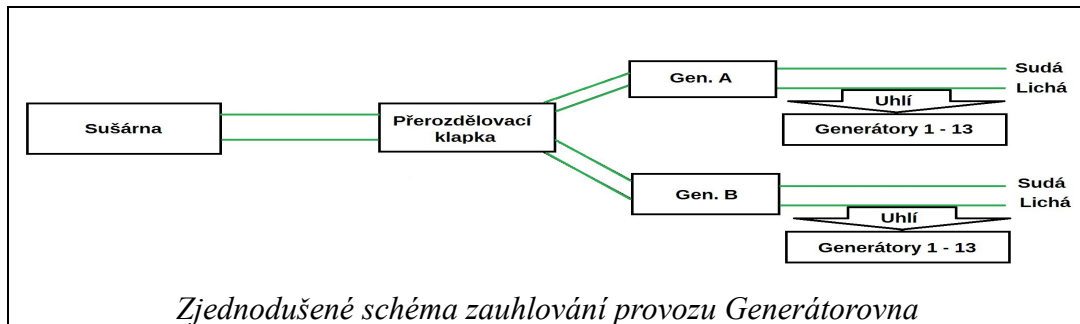 Sušárna
Přerozdělovací
klapka
Gen. A
Sudá
Lichá
Uhlí
Generátory 1 - 13
Gen. B
Sudá
Lichá
Uhlí
Generátory 1 - 13
Zjednodušené schéma zauhlování provozu Generátorovna